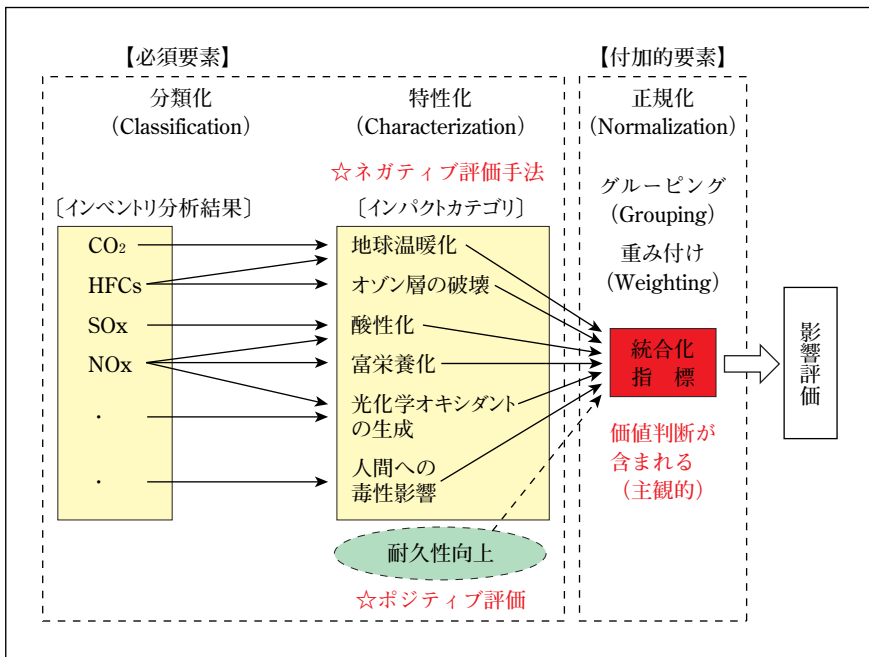 【必須要素】
【付加的要素】
分類化
（Classification）
特性化
（Characterization）
正規化
（Normalization）
☆ネガティブ評価手法
グルーピング
（Grouping）
重み付け
（Weighting）
〔インベントリ分析結果〕
〔インパクトカテゴリ〕
CO₂
HFCs
SOx
NOx
・
・
地球温暖化
オゾン層の破壊
酸性化
富栄養化
光化学オキシダント
の生成
人間への
毒性影響
耐久性向上
☆ポジティブ評価
統合化
指　標
価値判断が
含まれる
（主観的）
影響評価